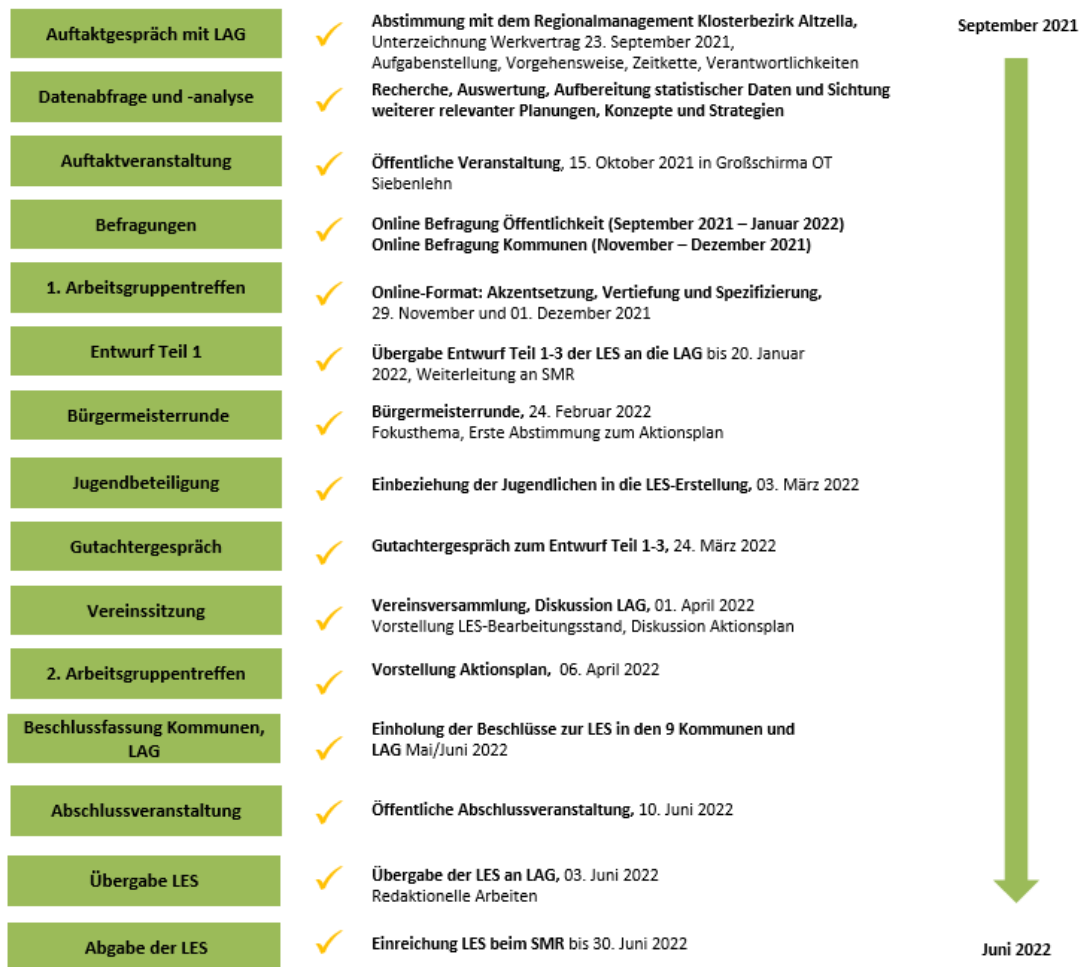 Auftaktgespräch mit LAG
Abstimmung mit dem Regionalmanagement Klosterbezirk Altzella,
Unterzeichnung Werkvertrag 23. September 2021,
Aufgabenstellung, Vorgehensweise, Zeitkette, Verantwortlichkeiten
September 2021
Datenabfrage und -analyse
Recherche, Auswertung, Aufbereitung statistischer Daten und Sichtung
weiterer relevanter Planungen, Konzepte und Strategien
Auftaktveranstaltung
Öffentliche Veranstaltung, 15. Oktober 2021 in Großschirma OT
Siebenlehn
Befragungen
Online Befragung Öffentlichkeit (September 2021 – Januar 2022)
Online Befragung Kommunen (November – Dezember 2021)
1. Arbeitsgruppentreffen
Online-Format: Akzentsetzung, Vertiefung und Spezifizierung,
29. November und 01. Dezember 2021
Entwurf Teil 1
Übergabe Entwurf Teil 1-3 der LES an die LAG bis 20. Januar
2022, Weiterleitung an SMR
Bürgermeisterrunde
Bürgermeisterrunde, 24. Februar 2022
Fokusthema, Erste Abstimmung zum Aktionsplan
Jugendbeteiligung
Einbeziehung der Jugendlichen in die LES-Erstellung, 03. März 2022
Gutachtergespräch
Gutachtergespräch zum Entwurf Teil 1-3, 24. März 2022
Vereinssitzung
Vereinsversammlung, Diskussion LAG, 01. April 2022
Vorstellung LES-Bearbeitungsstand, Diskussion Aktionsplan
2. Arbeitsgruppentreffen
Vorstellung Aktionsplan, 06. April 2022
Beschlussfassung Kommunen,
LAG
Einholung der Beschlüsse zur LES in den 9 Kommunen und
LAG Mai/Juni 2022
Abschlussveranstaltung
Öffentliche Abschlussveranstaltung, 10. Juni 2022
Übergabe LES
Übergabe der LES an LAG, 03. Juni 2022
Redaktionelle Arbeiten
Abgabe der LES
Einreichung LES beim SMR bis 30. Juni 2022
Juni 2022